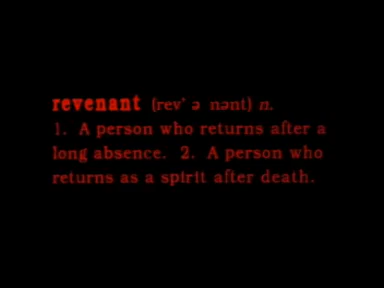 revenant (rev' ə nənt) n.
1. A person who returns after a
long absence. 2. A person who
returns as a spirit after death.